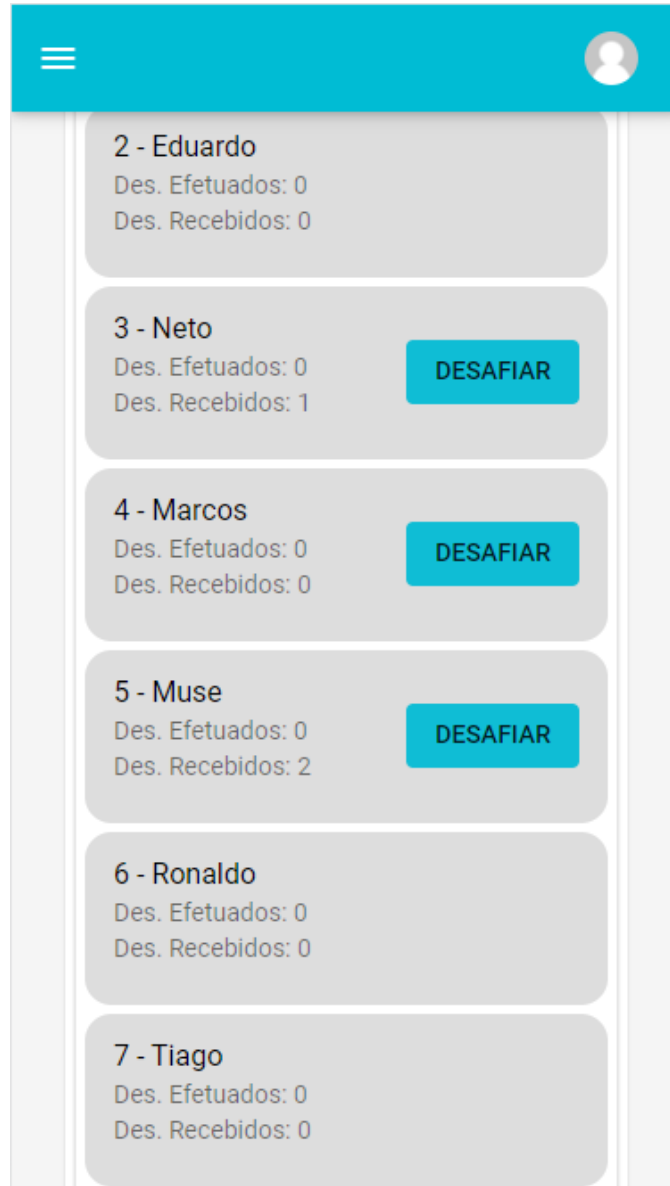 2 - Eduardo
Des. Efetuados: 0
Des. Recebidos: 0
3 - Neto
Des. Efetuados: 0
Des. Recebidos: 1
DESAFIAR
4 - Marcos
Des. Efetuados: 0
Des. Recebidos: 0
DESAFIAR
5 - Muse
Des. Efetuados: 0
Des. Recebidos: 2
DESAFIAR
6 - Ronaldo
Des. Efetuados: 0
Des. Recebidos: 0
7 - Tiago
Des. Efetuados: 0
Des. Recebidos: 0